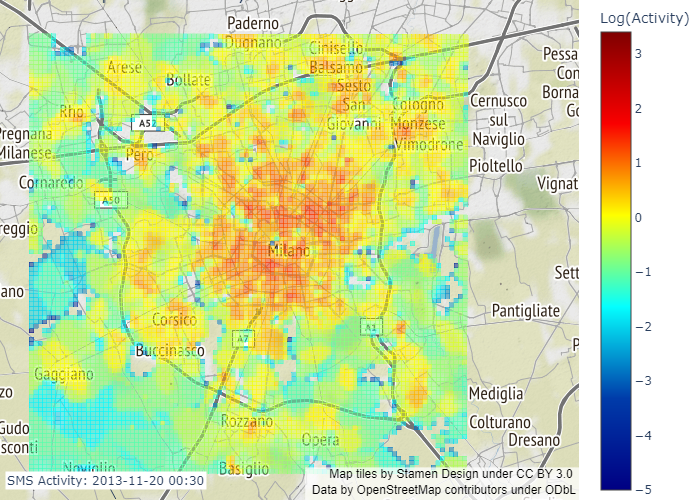 Log(Activity)
Paderno
Dugnano
Cinisello
Balsamo
Arese
Bollate
Sesto
San
Giovanni
Rho
A52
Cologno
Monzese
Cernusco
sul
Naviglio
Pessa
Con
Borna
Go
Pregnana
Milanese
Pero
Vimodrone
Pioltello
Cornaredo
A50
Vignat
reggio
Milano
Sett
ano
Pantigliate
Corsico
A7
A1
Buccinasco
P
Gaggiano
Mediglia
zo
Rozzano
Colturano
Gudo
sconti
Opera
Dresano
Noviglio
Basiglio
SMS Activity: 2013-11-20 00:30
Map tiles by Stamen Design under CC BY 3.0
Data by OpenStreetMap contributors under ODbL
3
2
1
0
−1
−2
−3
−4
−5